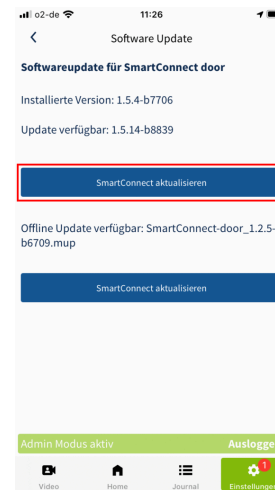 o2-de 11:26
Software Update
Softwareupdate für SmartConnect door
Installierte Version: 1.5.4-b7706
Update verfügbar: 1.5.14-b8839
SmartConnect aktualisieren
Offline Update verfügbar: SmartConnect-door_1.2.5-
b6709.mup
SmartConnect aktualisieren
Admin Modus aktiv Auslogge
1
Video Home Journal Einstellungen